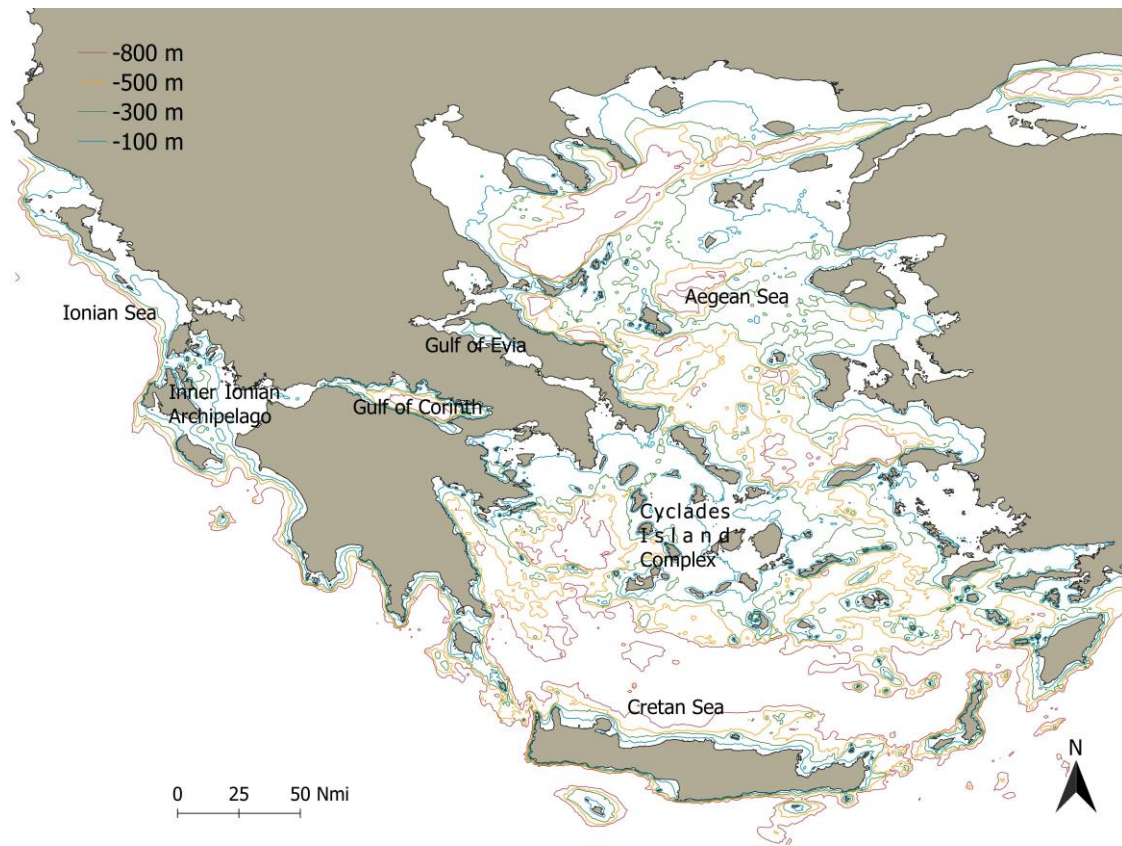 -800 m
-500 m
-300 m
-100 m
Ionian Sea
Aegean Sea
Gulf of Evia
Inner Ionian
Archipelago
Gulf of Corinth
Cyclades
Island
Complex
Cretan Sea
N
0 25 50 Nmi